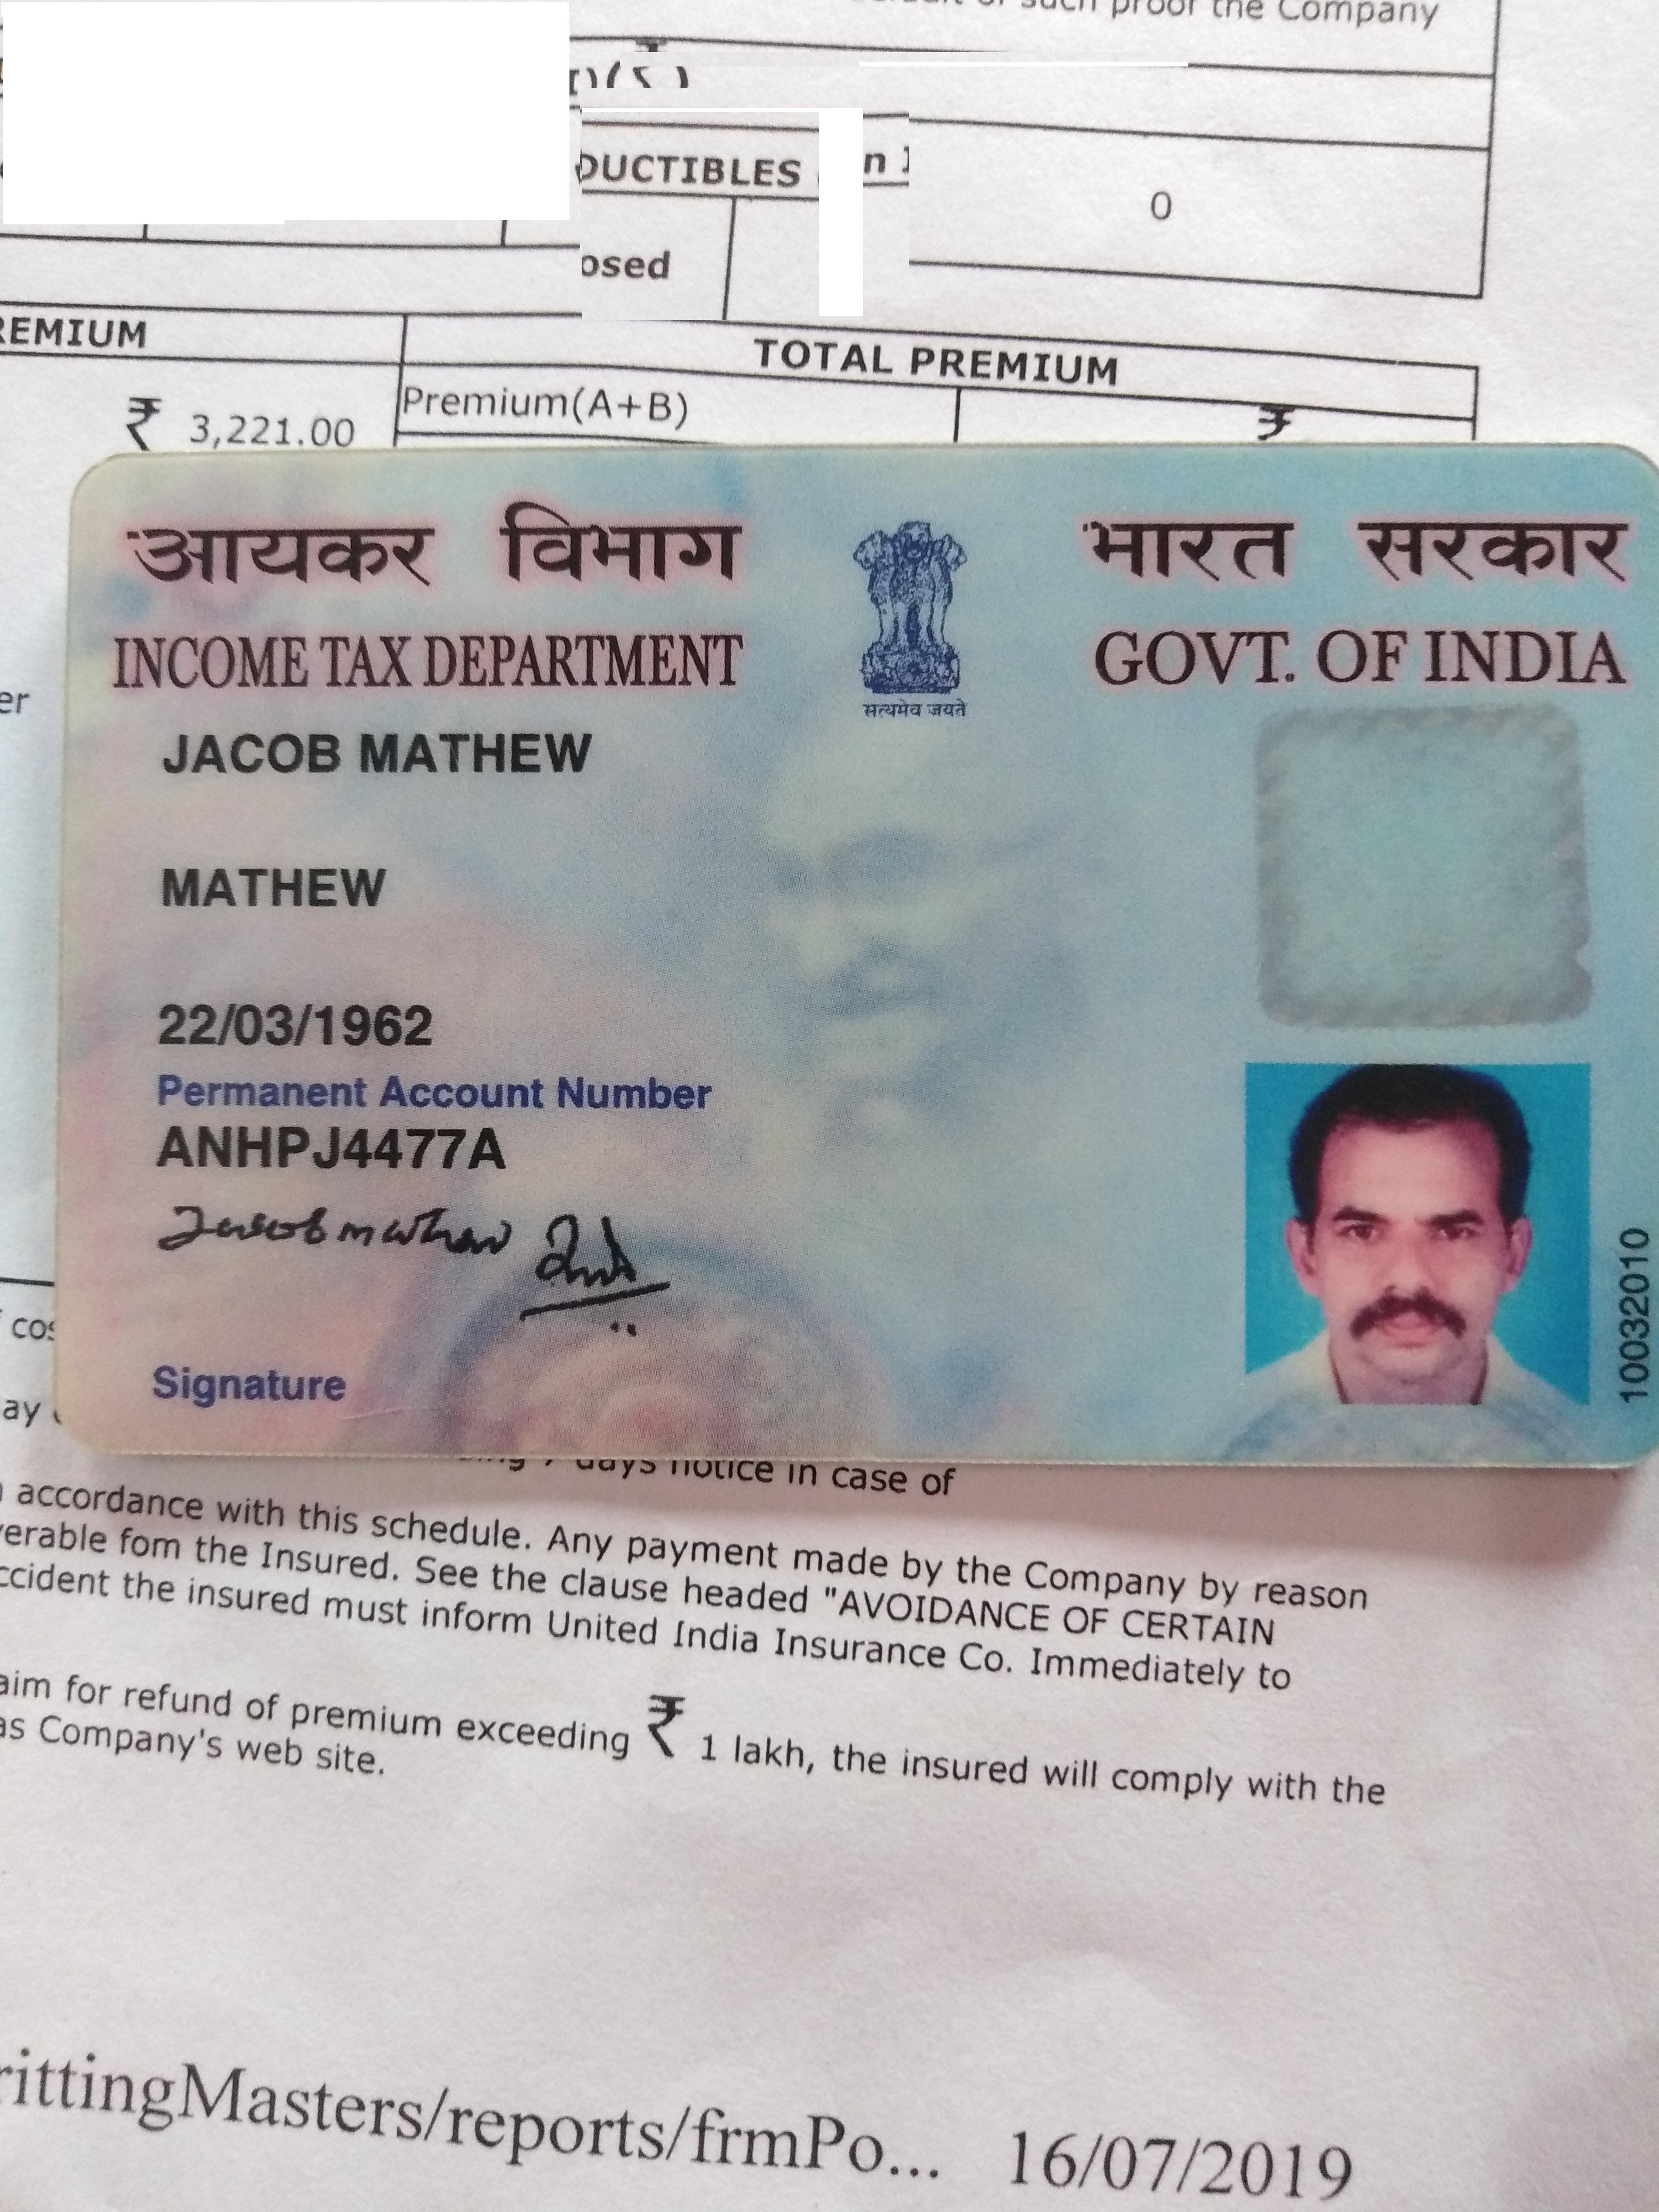 such proof the Company
DUCTIBLES
0
osed
REMIUM
TOTAL PREMIUM
₹ 3,221.00
Premium(A+B)
₹
आयकर विभाग
भारत सरकार
INCOME TAX DEPARTMENT
GOVT. OF INDIA
सत्यमेव जयते
er
JACOB MATHEW
MATHEW
22/03/1962
Permanent Account Number
ANHPJ4477A
Jacob Mathew
Signature
10032010
cos
ay
7 days notice in case of
accordance with this schedule. Any payment made by the Company by reason
verable fom the Insured. See the clause headed "AVOIDANCE OF CERTAIN
ccident the insured must inform United India Insurance Co. Immediately to
aim for refund of premium exceeding ₹ 1 lakh, the insured will comply with the
as Company's web site.
rittingMasters/reports/frmPo... 16/07/2019